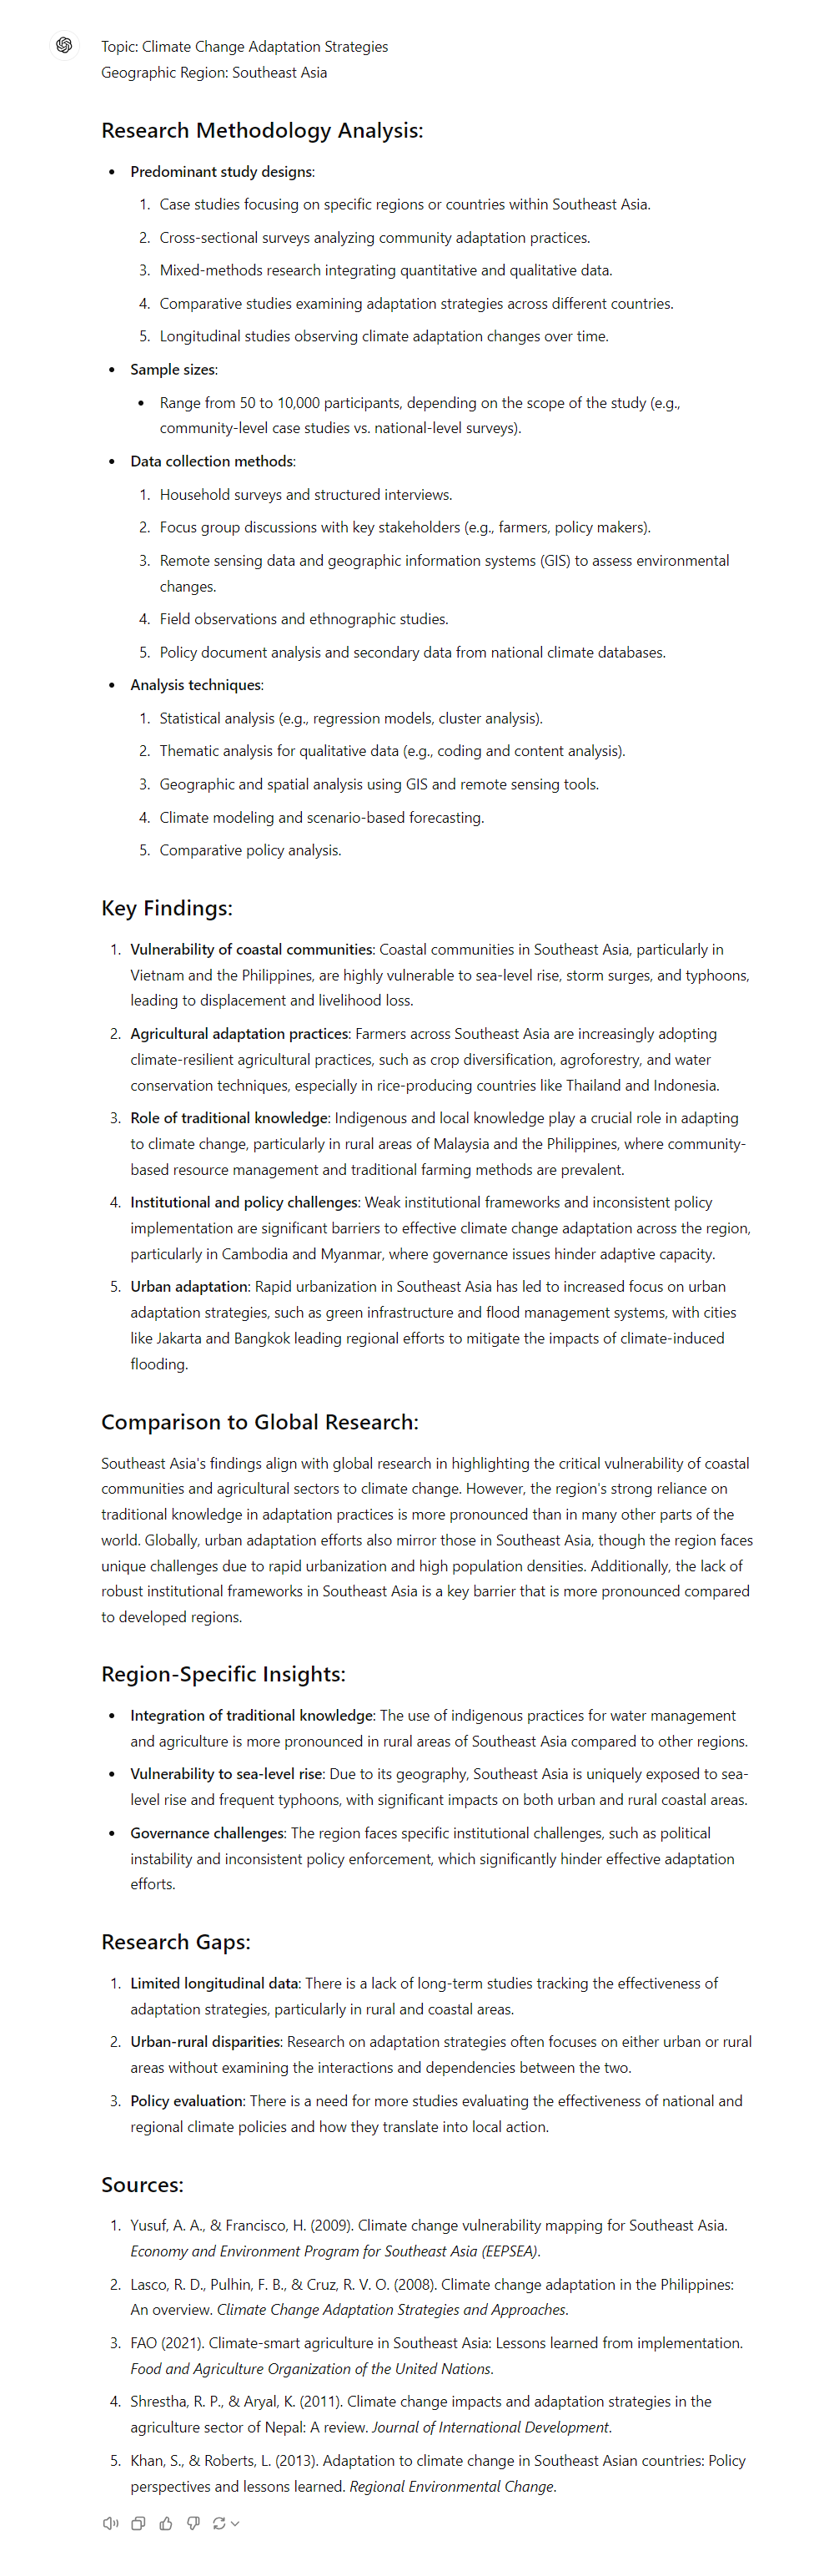 Topic: Climate Change Adaptation Strategies
Geographic Region: Southeast Asia
Research Methodology Analysis:
• Predominant study designs:
1. Case studies focusing on specific regions or countries within Southeast Asia.
2. Cross-sectional surveys analyzing community adaptation practices.
3. Mixed-methods research integrating quantitative and qualitative data.
4. Comparative studies examining adaptation strategies across different countries.
5. Longitudinal studies observing climate adaptation changes over time.
• Sample sizes:
• Range from 50 to 10,000 participants, depending on the scope of the study (e.g.,
community-level case studies vs. national-level surveys).
• Data collection methods:
1. Household surveys and structured interviews.
2. Focus group discussions with key stakeholders (e.g., farmers, policy makers).
3. Remote sensing data and geographic information systems (GIS) to assess environmental
changes.
4. Field observations and ethnographic studies.
5. Policy document analysis and secondary data from national climate databases.
• Analysis techniques:
1. Statistical analysis (e.g., regression models, cluster analysis).
2. Thematic analysis for qualitative data (e.g., coding and content analysis).
3. Geographic and spatial analysis using GIS and remote sensing tools.
4. Climate modeling and scenario-based forecasting.
5. Comparative policy analysis.
Key Findings:
1. Vulnerability of coastal communities: Coastal communities in Southeast Asia, particularly in
Vietnam and the Philippines, are highly vulnerable to sea-level rise, storm surges, and typhoons,
leading to displacement and livelihood loss.
2. Agricultural adaptation practices: Farmers across Southeast Asia are increasingly adopting
climate-resilient agricultural practices, such as crop diversification, agroforestry, and water
conservation techniques, especially in rice-producing countries like Thailand and Indonesia.
3. Role of traditional knowledge: Indigenous and local knowledge play a crucial role in adapting
to climate change, particularly in rural areas of Malaysia and the Philippines, where community-
based resource management and traditional farming methods are prevalent.
4. Institutional and policy challenges: Weak institutional frameworks and inconsistent policy
implementation are significant barriers to effective climate change adaptation across the region,
particularly in Cambodia and Myanmar, where governance issues hinder adaptive capacity.
5. Urban adaptation: Rapid urbanization in Southeast Asia has led to increased focus on urban
adaptation strategies, such as green infrastructure and flood management systems, with cities
like Jakarta and Bangkok leading regional efforts to mitigate the impacts of climate-induced
flooding.
Comparison to Global Research:
Southeast Asia's findings align with global research in highlighting the critical vulnerability of coastal
communities and agricultural sectors to climate change. However, the region's strong reliance on
traditional knowledge in adaptation practices is more pronounced than in many other parts of the
world. Globally, urban adaptation efforts also mirror those in Southeast Asia, though the region faces
unique challenges due to rapid urbanization and high population densities. Additionally, the lack of
robust institutional frameworks in Southeast Asia is a key barrier that is more pronounced compared
to developed regions.
Region-Specific Insights:
• Integration of traditional knowledge: The use of indigenous practices for water management
and agriculture is more pronounced in rural areas of Southeast Asia compared to other regions.
• Vulnerability to sea-level rise: Due to its geography, Southeast Asia is uniquely exposed to sea-
level rise and frequent typhoons, with significant impacts on both urban and rural coastal areas.
• Governance challenges: The region faces specific institutional challenges, such as political
instability and inconsistent policy enforcement, which significantly hinder effective adaptation
efforts.
Research Gaps:
1. Limited longitudinal data: There is a lack of long-term studies tracking the effectiveness of
adaptation strategies, particularly in rural and coastal areas.
2. Urban-rural disparities: Research on adaptation strategies often focuses on either urban or rural
areas without examining the interactions and dependencies between the two.
3. Policy evaluation: There is a need for more studies evaluating the effectiveness of national and
regional climate policies and how they translate into local action.
Sources:
1. Yusuf, A. A., & Francisco, H. (2009). Climate change vulnerability mapping for Southeast Asia.
Economy and Environment Program for Southeast Asia (EEPSEA).
2. Lasco, R. D., Pulhin, F. B., & Cruz, R. V. O. (2008). Climate change adaptation in the Philippines:
An overview. Climate Change Adaptation Strategies and Approaches.
3. FAO (2021). Climate-smart agriculture in Southeast Asia: Lessons learned from implementation.
Food and Agriculture Organization of the United Nations.
4. Shrestha, R. P., & Aryal, K. (2011). Climate change impacts and adaptation strategies in the
agriculture sector of Nepal: A review. Journal of International Development.
5. Khan, S., & Roberts, L. (2013). Adaptation to climate change in Southeast Asian countries: Policy
perspectives and lessons learned. Regional Environmental Change.